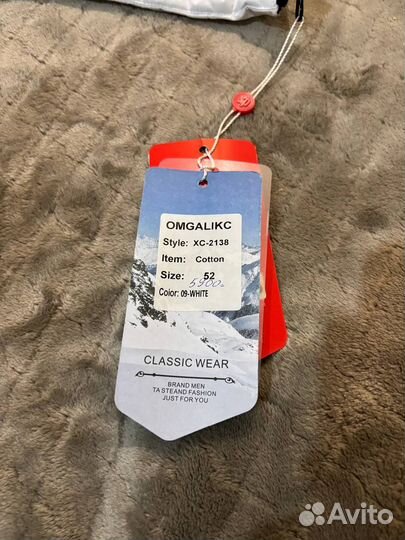 OMGALIKC
Style: XC-2138
Item: Cotton
Size: 52
5900
Color: 09-WHITE
CLASSIC WEAR
BRAND MEN
TA STEAND FASHION
JUST FOR YOU
Avito